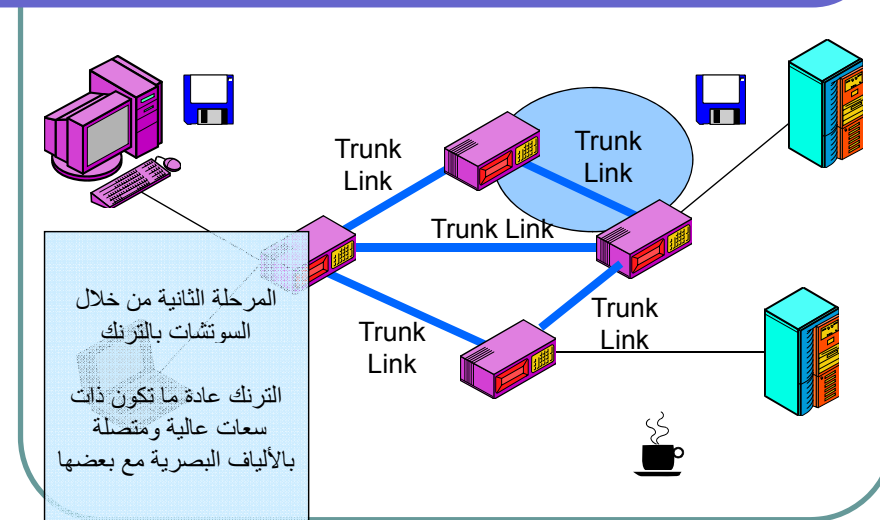 Trunk
Link
Trunk
Link
Trunk Link
Trunk
Link
Trunk
Link
المرحلة الثانية من خلال
السوتشات بالترنك
الترنك عادة ما تكون ذات
سعات عالية ومتصلة
بالألياف البصرية مع بعضها